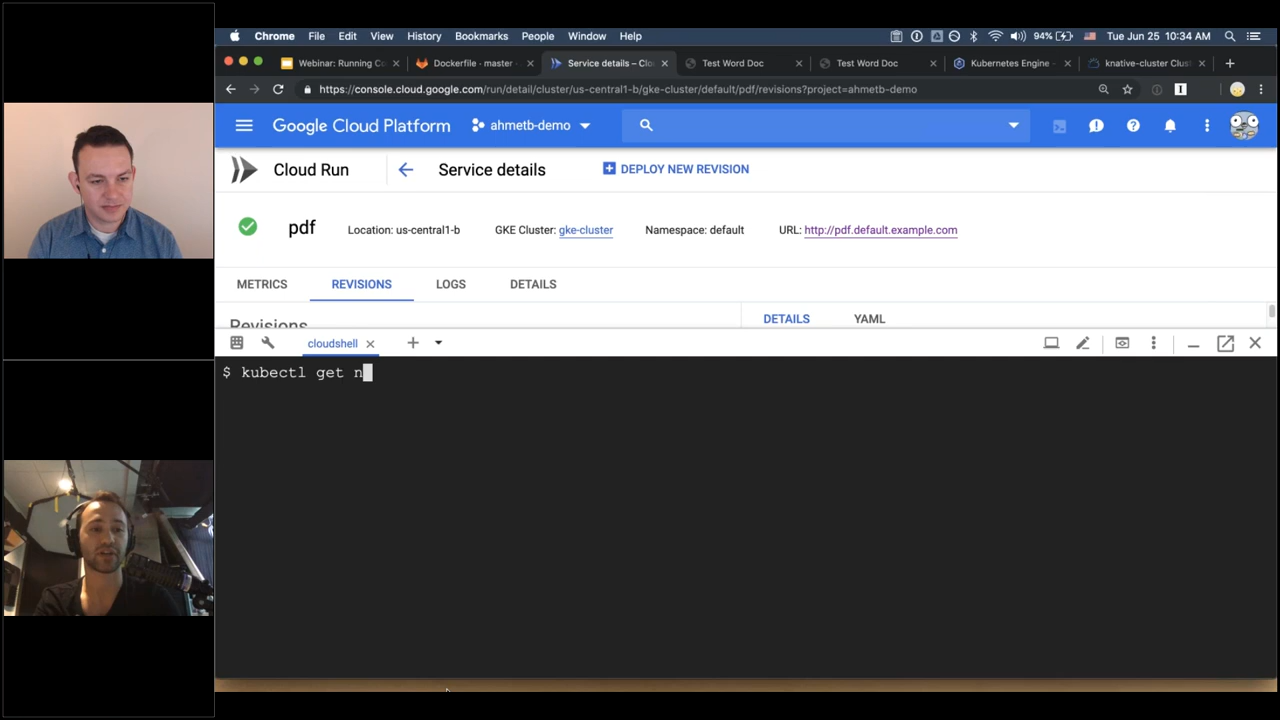 Chrome File Edit View History Bookmarks People Window Help 94% Tue Jun 25 10:34 AM
Webinar: Running Co Dockerfile · master · Service details – Clo Test Word Doc Test Word Doc Kubernetes Engine - knative-cluster Clus
https://console.cloud.google.com/run/detail/cluster/us-central1-b/gke-cluster/default/pdf/revisions?project=ahmetb-demo
Google Cloud Platform ahmetb-demo
Cloud Run Service details DEPLOY NEW REVISION
pdf Location: us-central1-b GKE Cluster: gke-cluster Namespace: default URL: http://pdf.default.example.com
METRICS REVISIONS LOGS DETAILS
Revisions DETAILS YAML
cloudshell
$ kubectl get n